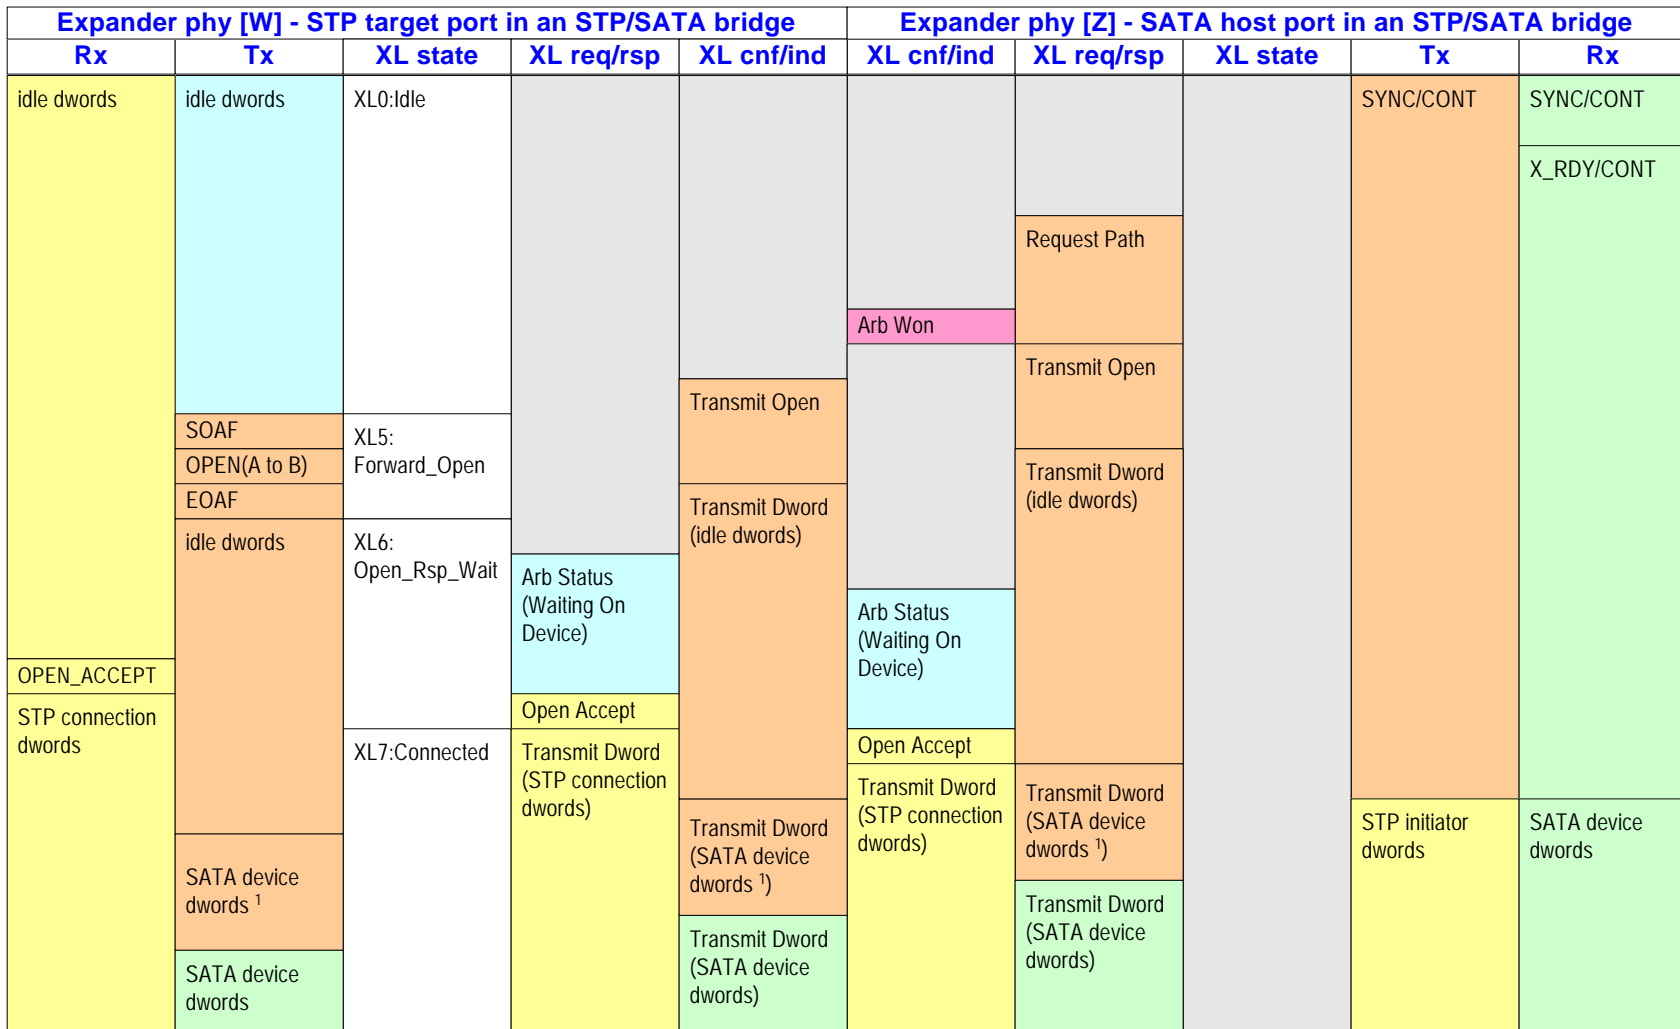 Expander phy [W] - STP target port in an STP/SATA bridge
Expander phy [Z] - SATA host port in an STP/SATA bridge
Rx
Tx
XL state
XL req/rsp
XL cnf/ind
XL cnf/ind
XL req/rsp
XL state
Tx
Rx
idle dwords
OPEN_ACCEPT
STP connection
dwords
idle dwords
SOAF
OPEN(A to B)
EOAF
idle dwords
SATA device
dwords 1
SATA device
dwords
XL0:Idle
XL5:
Forward_Open
XL6:
Open_Rsp_Wait
XL7:Connected
Arb Status
(Waiting On
Device)
Open Accept
Transmit Dword
(STP connection
dwords)
Transmit Open
Transmit Dword
(idle dwords)
Transmit Dword
(SATA device
dwords 1)
Transmit Dword
(SATA device
dwords)
Arb Won
Arb Status
(Waiting On
Device)
Open Accept
Transmit Dword
(STP connection
dwords)
Request Path
Transmit Open
Transmit Dword
(idle dwords)
Transmit Dword
(SATA device
dwords 1)
Transmit Dword
(SATA device
dwords)
SYNC/CONT
STP initiator
dwords
SYNC/CONT
X_RDY/CONT
SATA device
dwords